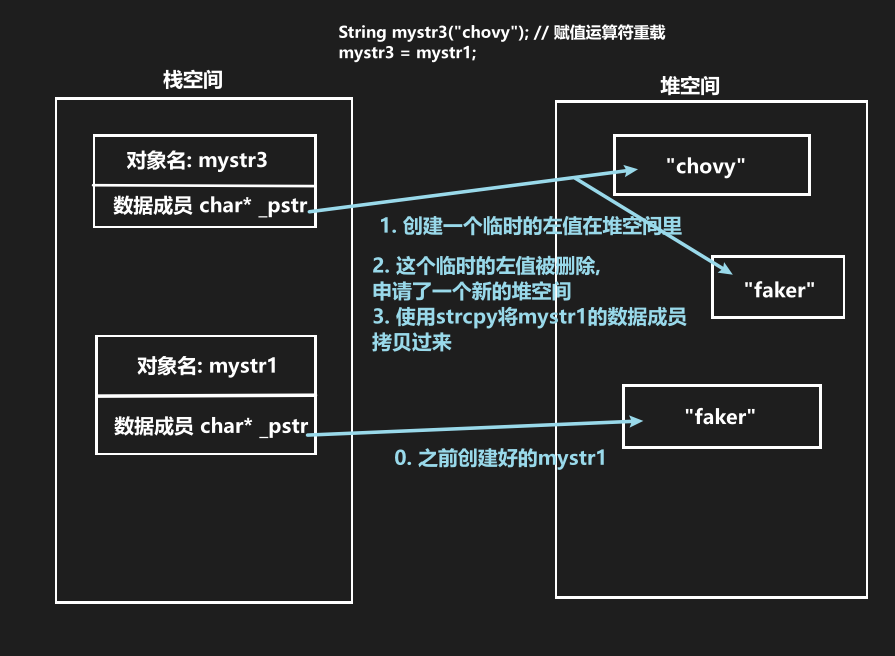 String mystr3("chovy"); // 赋值运算符重载
mystr3 = mystr1;
栈空间
堆空间
对象名: mystr3
数据成员 char* _pstr
"chovy"
1. 创建一个临时的左值在堆空间里
2. 这个临时的左值被删除,
申请了一个新的堆空间
3. 使用strcpy将mystr1的数据成员
拷贝过来
"faker"
对象名: mystr1
数据成员 char* _pstr
"faker"
0. 之前创建好的mystr1